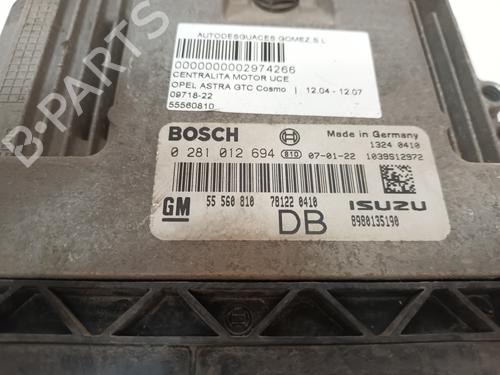 AUTODESGUACES GOMEZ,S L
0000000002974266
CENTRALITA MOTOR UCE
OPEL ASTRA GTC Cosmo | 12.04 - 12.07
09718-22
55560810
BOSCH Made in Germany
1324 0410
0 281 012 694 810 07-01-22 1039S12972
GM 55 560 810 781220410 ISUZU
DB 8980135190
B-PARTS